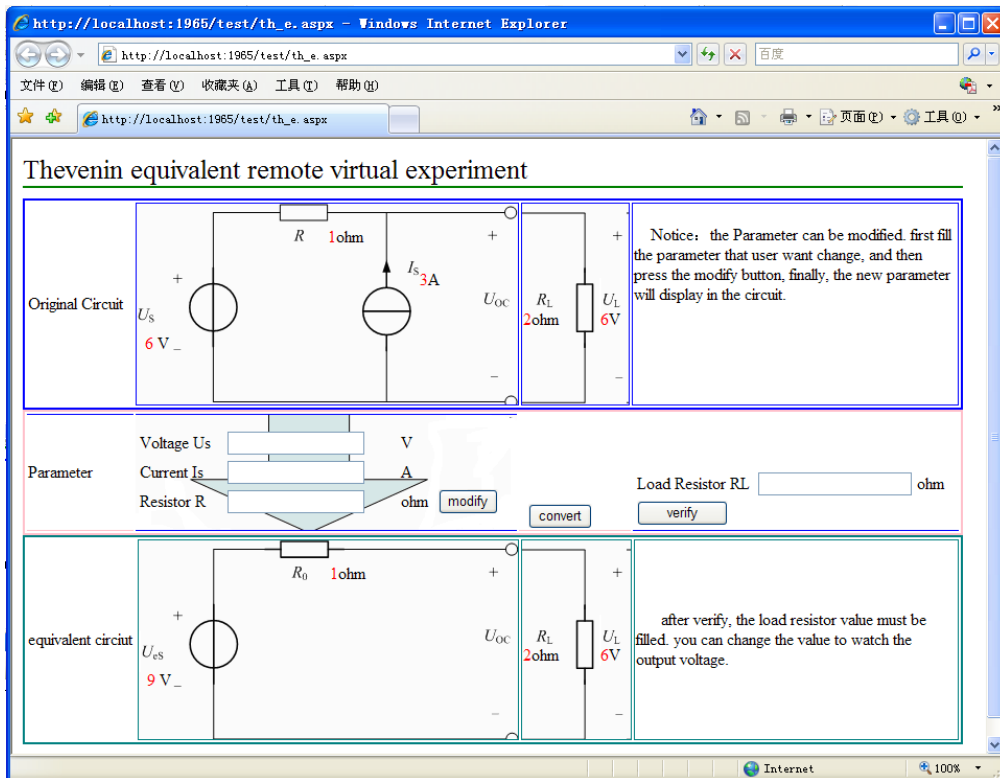 http://localhost:1965/test/th_e.aspx - Windows Internet Explorer
http://localhost:1965/test/th_e.aspx
百度
文件(F) 编辑(E) 查看(V) 收藏夹(A) 工具(T) 帮助(H)
http://localhost:1965/test/th_e.aspx
页面(P) 工具(O) »
Thevenin equivalent remote virtual experiment
Original Circuit
R 1ohm
+
US
6 V _
IS
3A
+
UOC
_
RL
2ohm
+
UL
6V
_
Notice: the Parameter can be modified. first fill
the parameter that user want change, and then
press the modify button, finally, the new parameter
will display in the circuit.
Parameter
Voltage Us V
Current Is A
Resistor R ohm modify
convert
Load Resistor RL ohm
verify
equivalent circiut
R0 1ohm
+
UeS
9 V _
+
UOC
_
RL
2ohm
+
UL
6V
_
after verify, the load resistor value must be
filled. you can change the value to watch the
output voltage.
Internet 100%